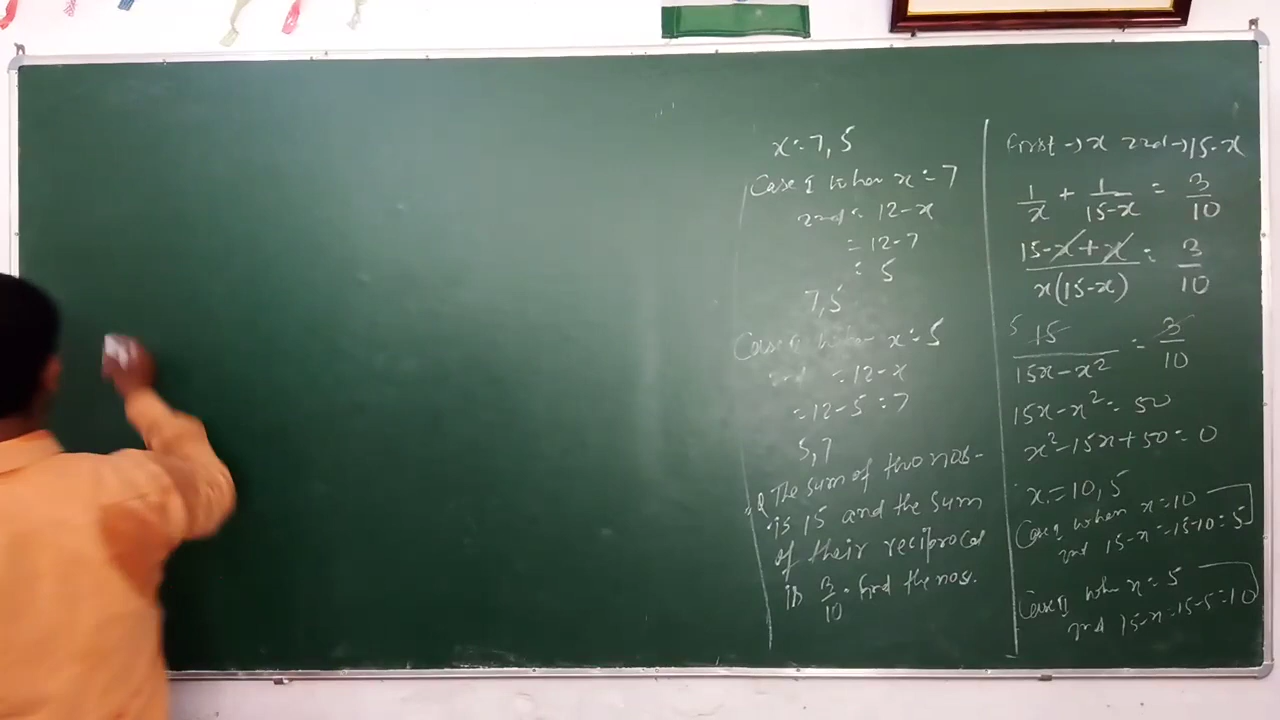 x = 7, 5
Case I when x = 7
2nd = 12-x
= 12-7
= 5
7,5
Case II when x = 5
2nd = 12-x
= 12-5 = 7
5,7
Q The sum of two nos-
is 15 and the sum
of their reciprocal
is 3/10. find the nos.
first → x 2nd → 15-x
1/x + 1/15-x = 3/10
15-x+x/x(15-x) = 3/10
5 15/15x-x² = 3/10
15x-x² = 50
x²-15x+50=0
x = 10, 5
Case I when x = 10
2nd 15-x = 15-10 = 5
Case II when x = 5
2nd 15-x = 15-5 = 10